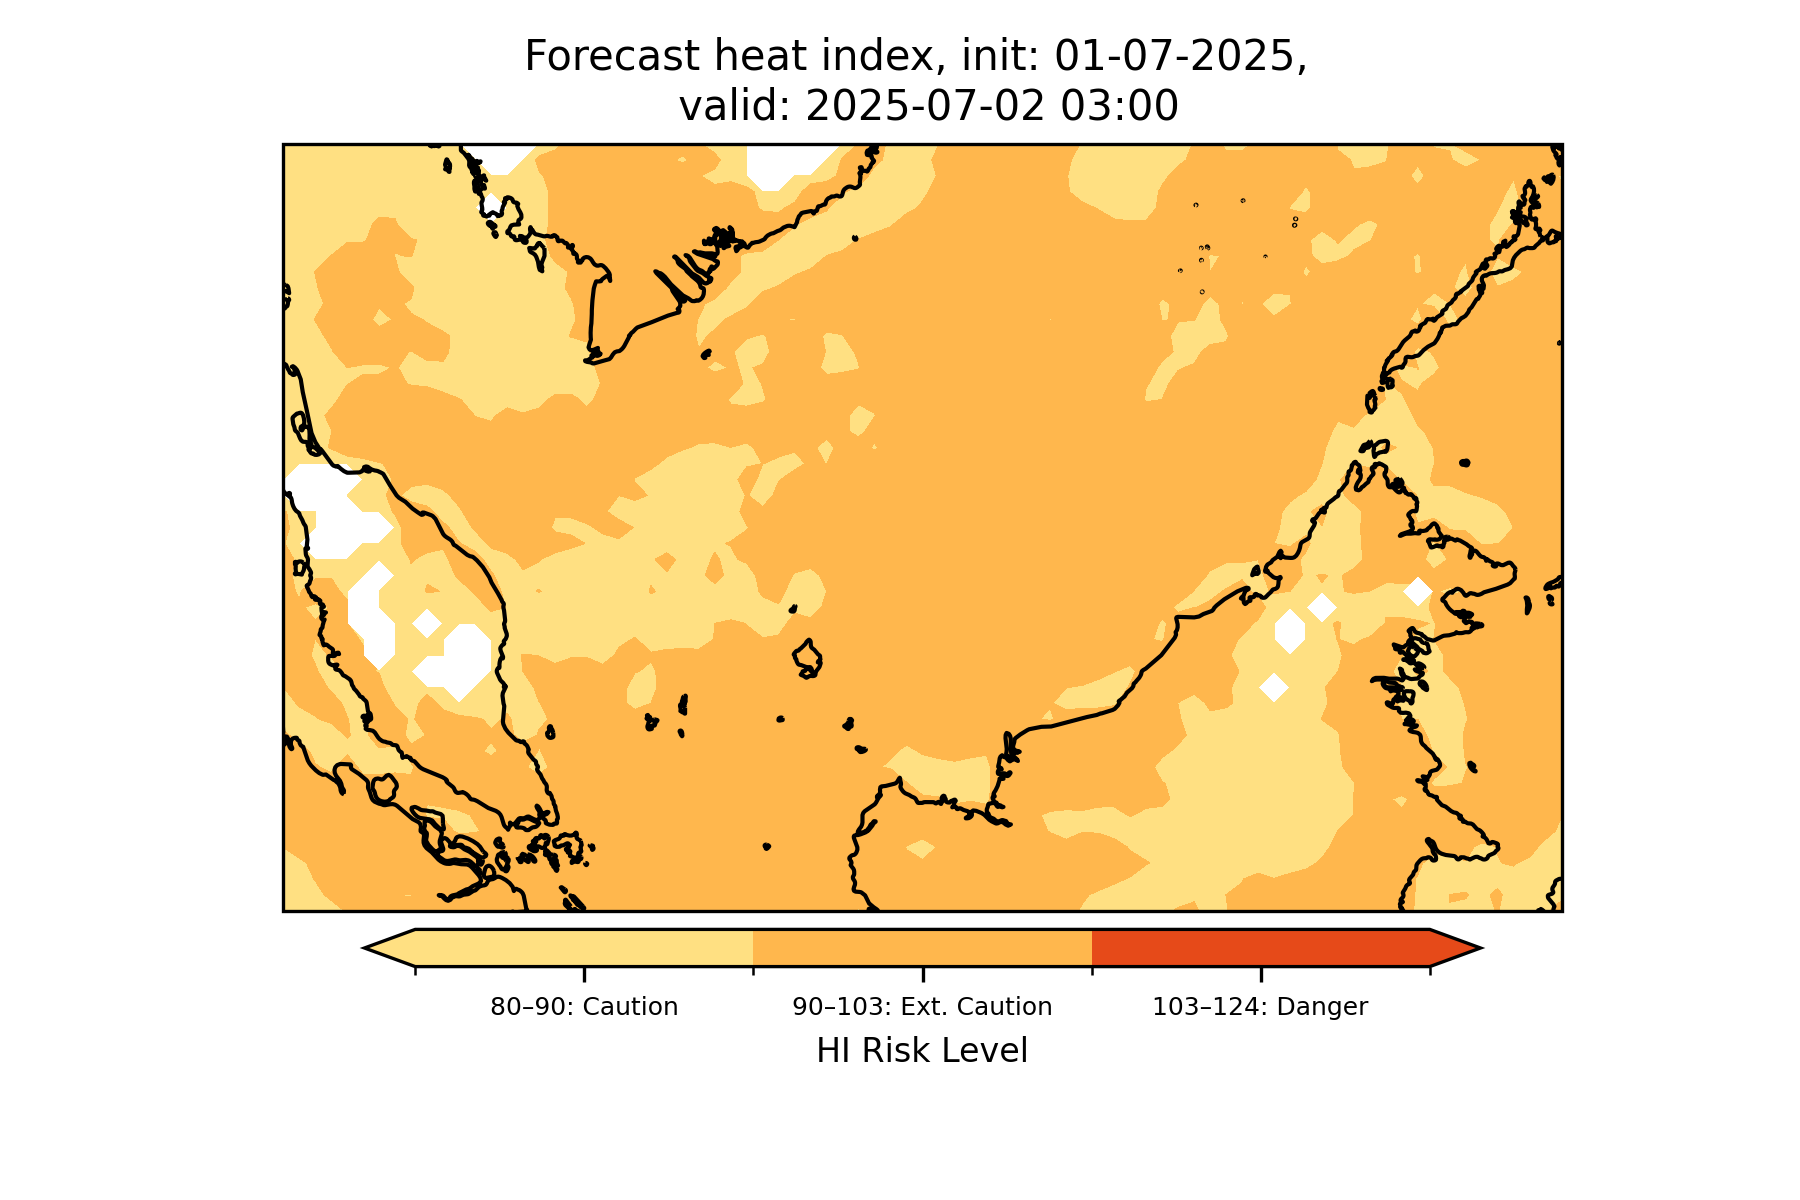 Forecast heat index, init: 01-07-2025,
valid: 2025-07-02 03:00
80–90: Caution
90–103: Ext. Caution
103–124: Danger
HI Risk Level